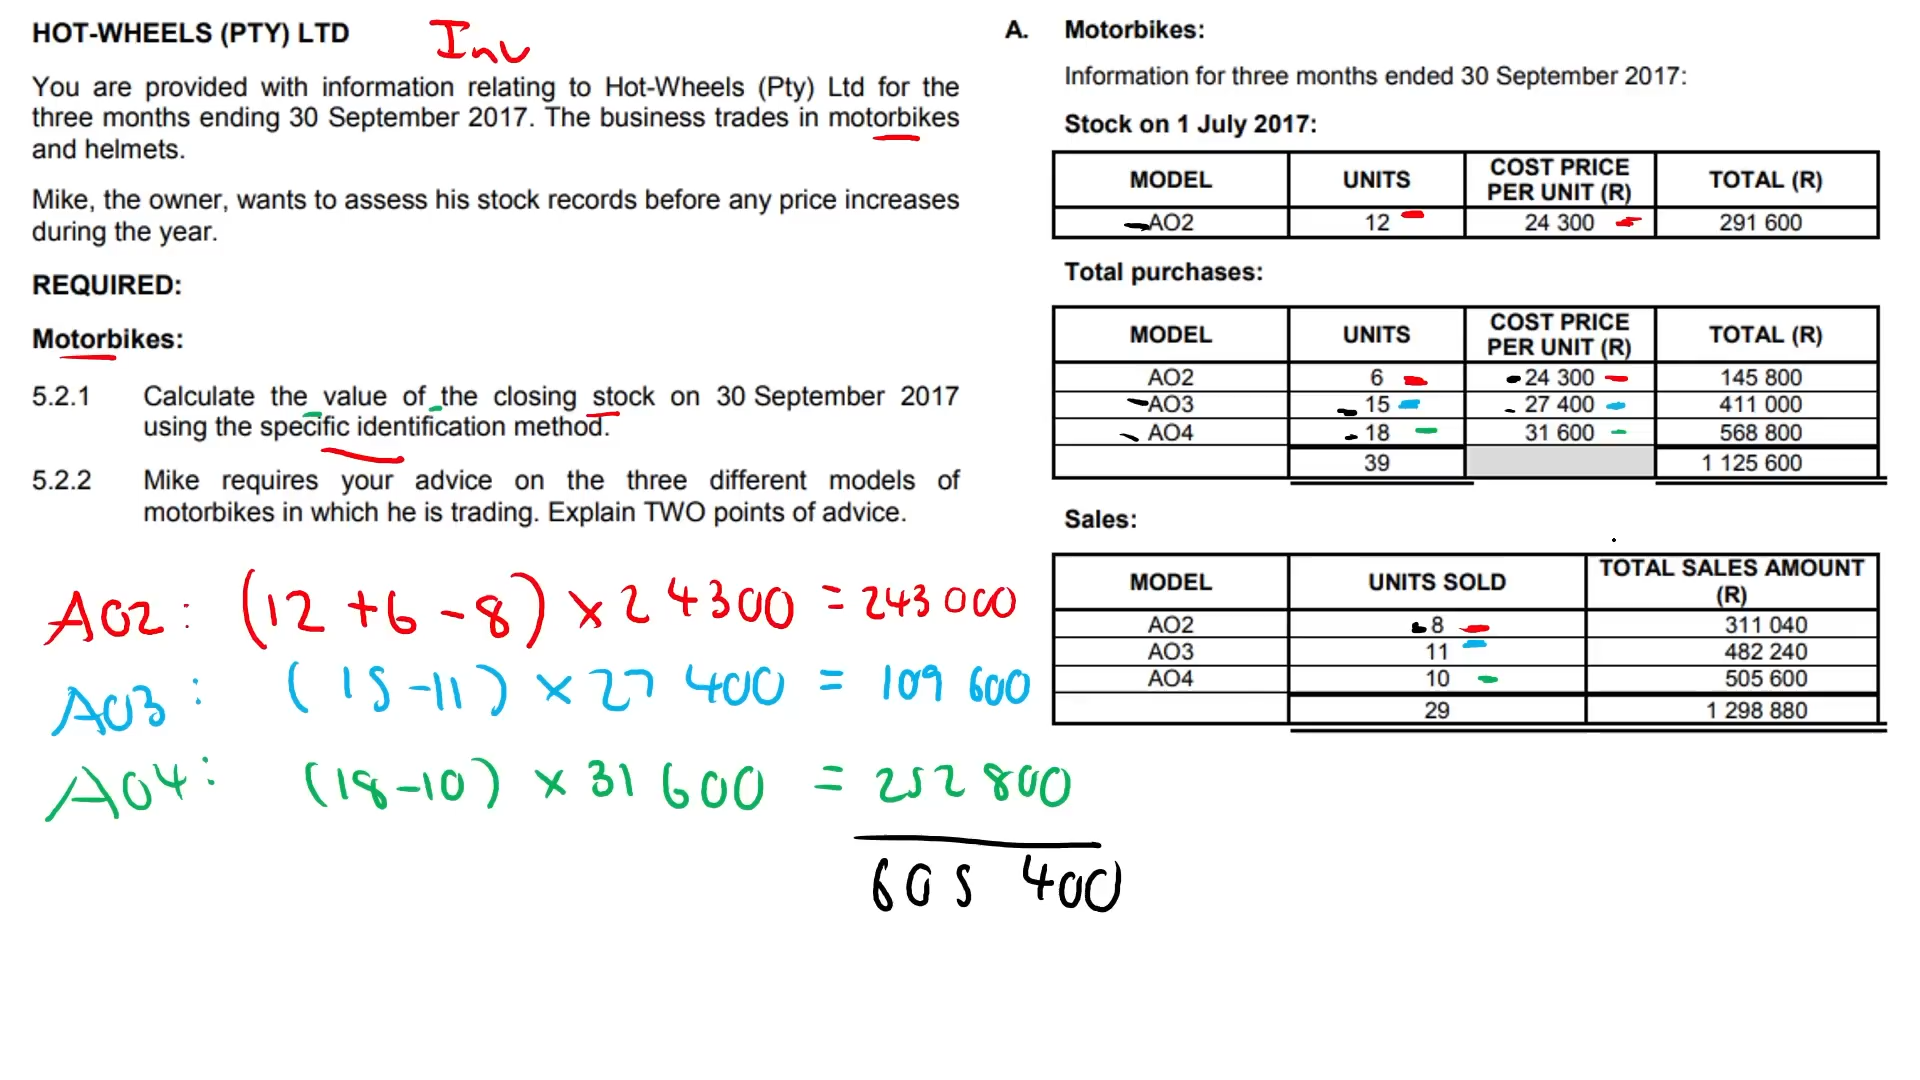 HOT-WHEELS (PTY) LTD
Inv
You are provided with information relating to Hot-Wheels (Pty) Ltd for the
three months ending 30 September 2017. The business trades in motorbikes
and helmets.
Mike, the owner, wants to assess his stock records before any price increases
during the year.
REQUIRED:
Motorbikes:
5.2.1 Calculate the value of the closing stock on 30 September 2017
using the specific identification method.
5.2.2 Mike requires your advice on the three different models of
motorbikes in which he is trading. Explain TWO points of advice.
A02: (12 + 6 - 8) × 24300 = 243 000
A03: (15 - 11) × 27 400 = 109 600
A04: (18 - 10) × 31 600 = 252 800
605 400
A. Motorbikes:
Information for three months ended 30 September 2017:
Stock on 1 July 2017:
MODEL UNITS COST PRICE PER UNIT (R) TOTAL (R)
AO2 12 24 300 291 600
Total purchases:
MODEL UNITS COST PRICE PER UNIT (R) TOTAL (R)
AO2 6 24 300 145 800
AO3 15 27 400 411 000
AO4 18 31 600 568 800
39 1 125 600
Sales:
MODEL UNITS SOLD TOTAL SALES AMOUNT (R)
AO2 8 311 040
AO3 11 482 240
AO4 10 505 600
29 1 298 880